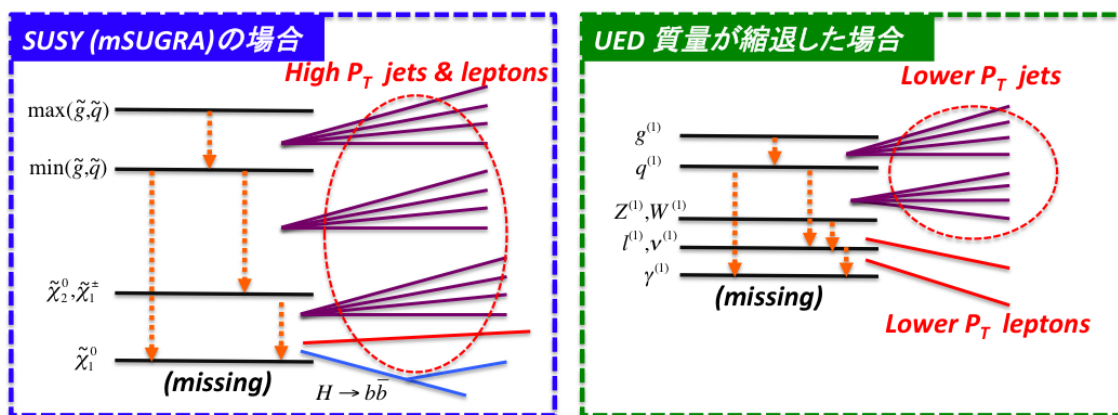 SUSY (mSUGRA)の場合
High P_T jets & leptons
max(g̃,q̃)
min(g̃,q̃)
χ̃₂⁰,χ̃₁±
χ̃₁⁰
(missing)
H → bb̄
UED 質量が縮退した場合
Lower P_T jets
g⁽¹⁾
q⁽¹⁾
Z⁽¹⁾,W⁽¹⁾
l⁽¹⁾,ν⁽¹⁾
γ⁽¹⁾
(missing)
Lower P_T leptons